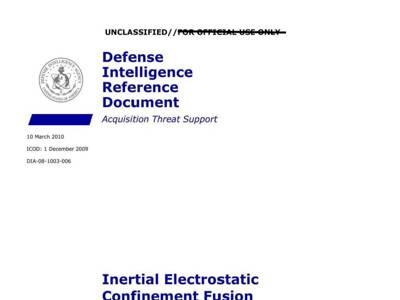 UNCLASSIFIED//FOR OFFICIAL USE ONLY
Defense
Intelligence
Reference
Document
Acquisition Threat Support
10 March 2010
ICOD: 1 December 2009
DIA-08-1003-006
Inertial Electrostatic
Confinement Fusion